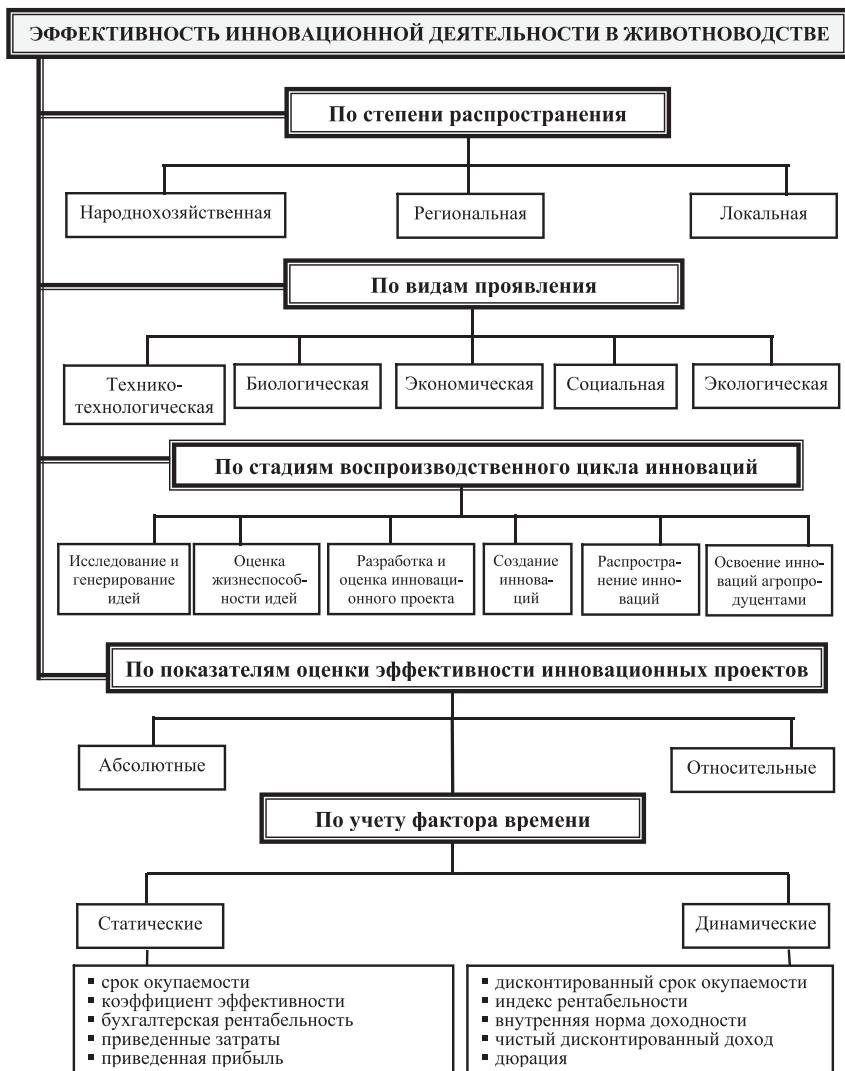 ЭФФЕКТИВНОСТЬ ИННОВАЦИОННОЙ ДЕЯТЕЛЬНОСТИ В ЖИВОТНОВОДСТВЕ
По степени распространения
Народнохозяйственная
Региональная
Локальная
По видам проявления
Технико-
технологическая
Биологическая
Экономическая
Социальная
Экологическая
По стадиям воспроизводственного цикла инноваций
Исследование и
генерирование
идей
Оценка
жизнеспособ-
ности идей
Разработка и
оценка инноваци-
онного проекта
Создание
иннова-
ций
Распростра-
нение инно-
ваций
Освоение инно-
ваций агропро-
дуцентами
По показателям оценки эффективности инновационных проектов
Абсолютные
Относительные
По учету фактора времени
Статические
Динамические
▪ срок окупаемости
▪ коэффициент эффективности
▪ бухгалтерская рентабельность
▪ приведенные затраты
▪ приведенная прибыль
▪ дисконтированный срок окупаемости
▪ индекс рентабельности
▪ внутренняя норма доходности
▪ чистый дисконтированный доход
▪ дюрация